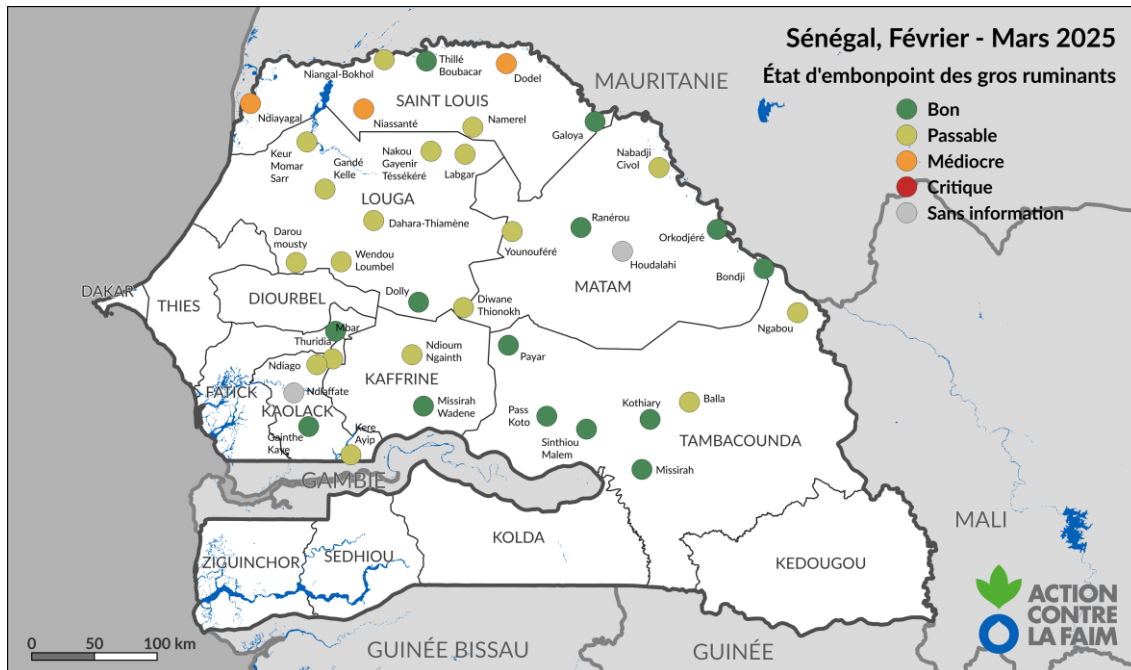 Sénégal, Février - Mars 2025
État d'embonpoint des gros ruminants
Bon
Passable
Médiocre
Critique
Sans information
MAURITANIE
Niangal-Bokhol
Thillé
Boubacar
Dodel
SAINT LOUIS
Ndiayagal
Niassanté
Namerel
Galoya
Keur
Momar
Sarr
Gandé
Kelle
Nakou
Gayenir
Téssékéré
Labgar
Nabadji
Civol
LOUGA
Dahara-Thiamène
Ranérou
Orkodjéré
Darou
mousty
Wendou
Loumbel
Younouféré
Houdalahi
Bondji
MATAM
DAKAR
THIES
DIOURBEL
Dolly
Diwane
Thionokh
Ngabou
Mbar
Thuridia
Ndiago
Ndioum
Ngainth
Payar
KAFFRINE
FATICK
Ndiaffate
KAOLACK
Missirah
Wadene
Pass
Koto
Kothiary
Balla
Gainthe
Kaye
Kere
Ayip
Sinthiou
Malem
TAMBACOUNDA
Missirah
GAMBIE
MALI
KOLDA
ZIGUINCHOR
SEDHIOU
KEDOUGOU
GUINÉE BISSAU
GUINÉE
0 50 100 km
ACTION
CONTRE
LA FAIM